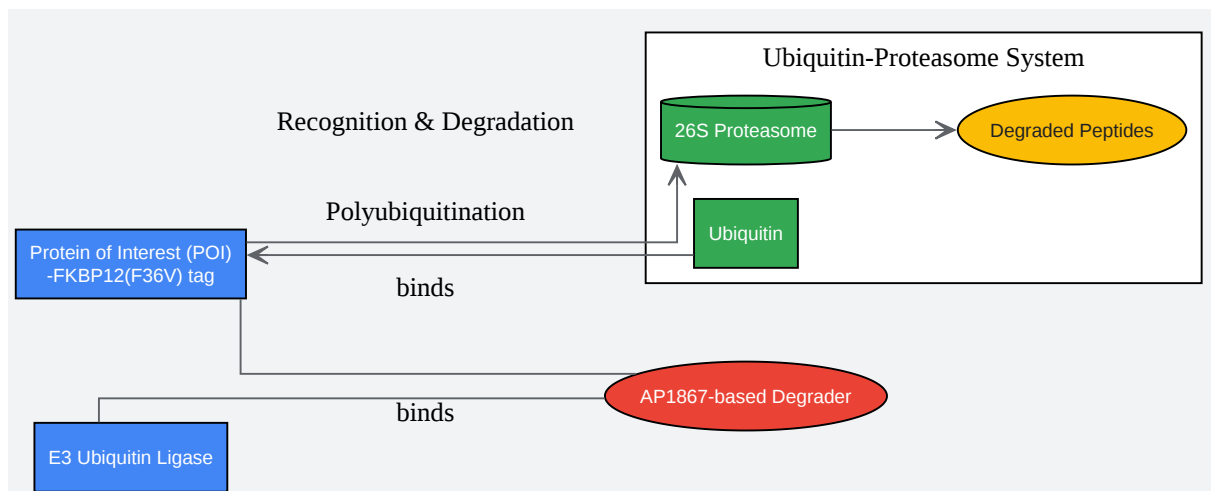 Ubiquitin-Proteasome System
Recognition & Degradation
26S Proteasome
Degraded Peptides
Polyubiquitination
Ubiquitin
Protein of Interest (POI)
-FKBP12(F36V) tag
binds
AP1867-based Degrader
binds
E3 Ubiquitin Ligase